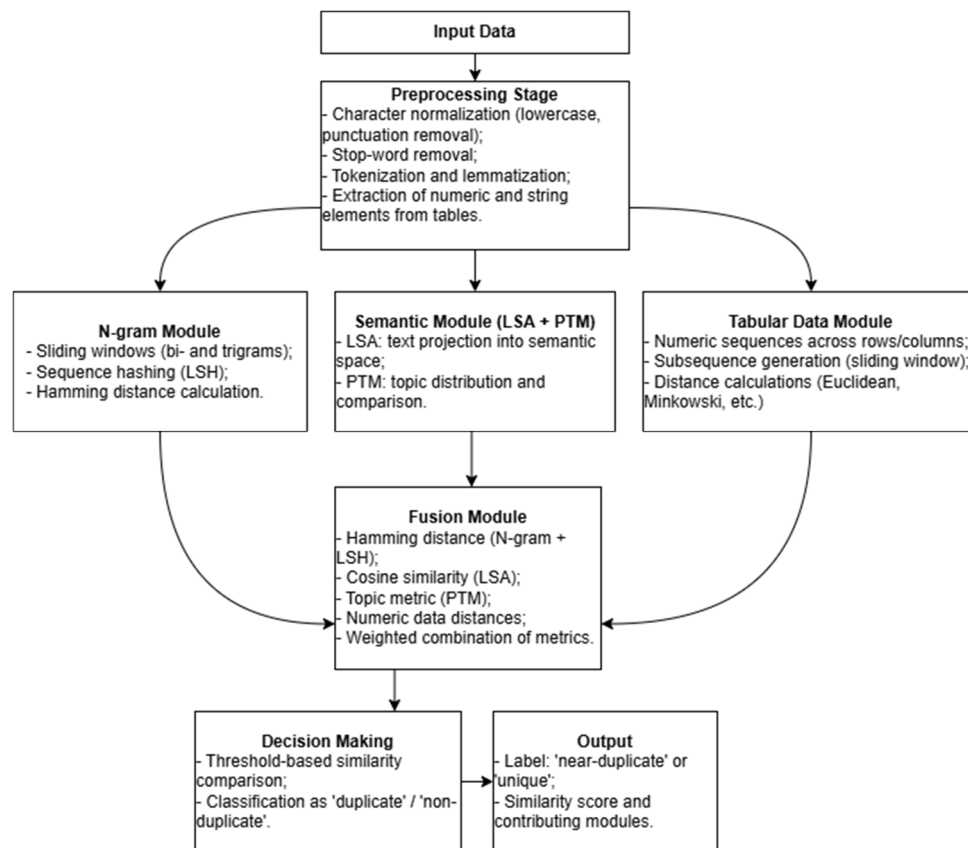 Input Data
Preprocessing Stage
- Character normalization (lowercase,
punctuation removal);
- Stop-word removal;
- Tokenization and lemmatization;
- Extraction of numeric and string
elements from tables.
N-gram Module
- Sliding windows (bi- and trigrams);
- Sequence hashing (LSH);
- Hamming distance calculation.
Semantic Module (LSA + PTM)
- LSA: text projection into semantic
space;
- PTM: topic distribution and
comparison.
Tabular Data Module
- Numeric sequences across rows/columns;
- Subsequence generation (sliding window);
- Distance calculations (Euclidean,
Minkowski, etc.)
Fusion Module
- Hamming distance (N-gram +
LSH);
- Cosine similarity (LSA);
- Topic metric (PTM);
- Numeric data distances;
- Weighted combination of metrics.
Decision Making
- Threshold-based similarity
comparison;
- Classification as 'duplicate' / 'non-
duplicate'.
Output
- Label: 'near-duplicate' or
'unique';
- Similarity score and
contributing modules.